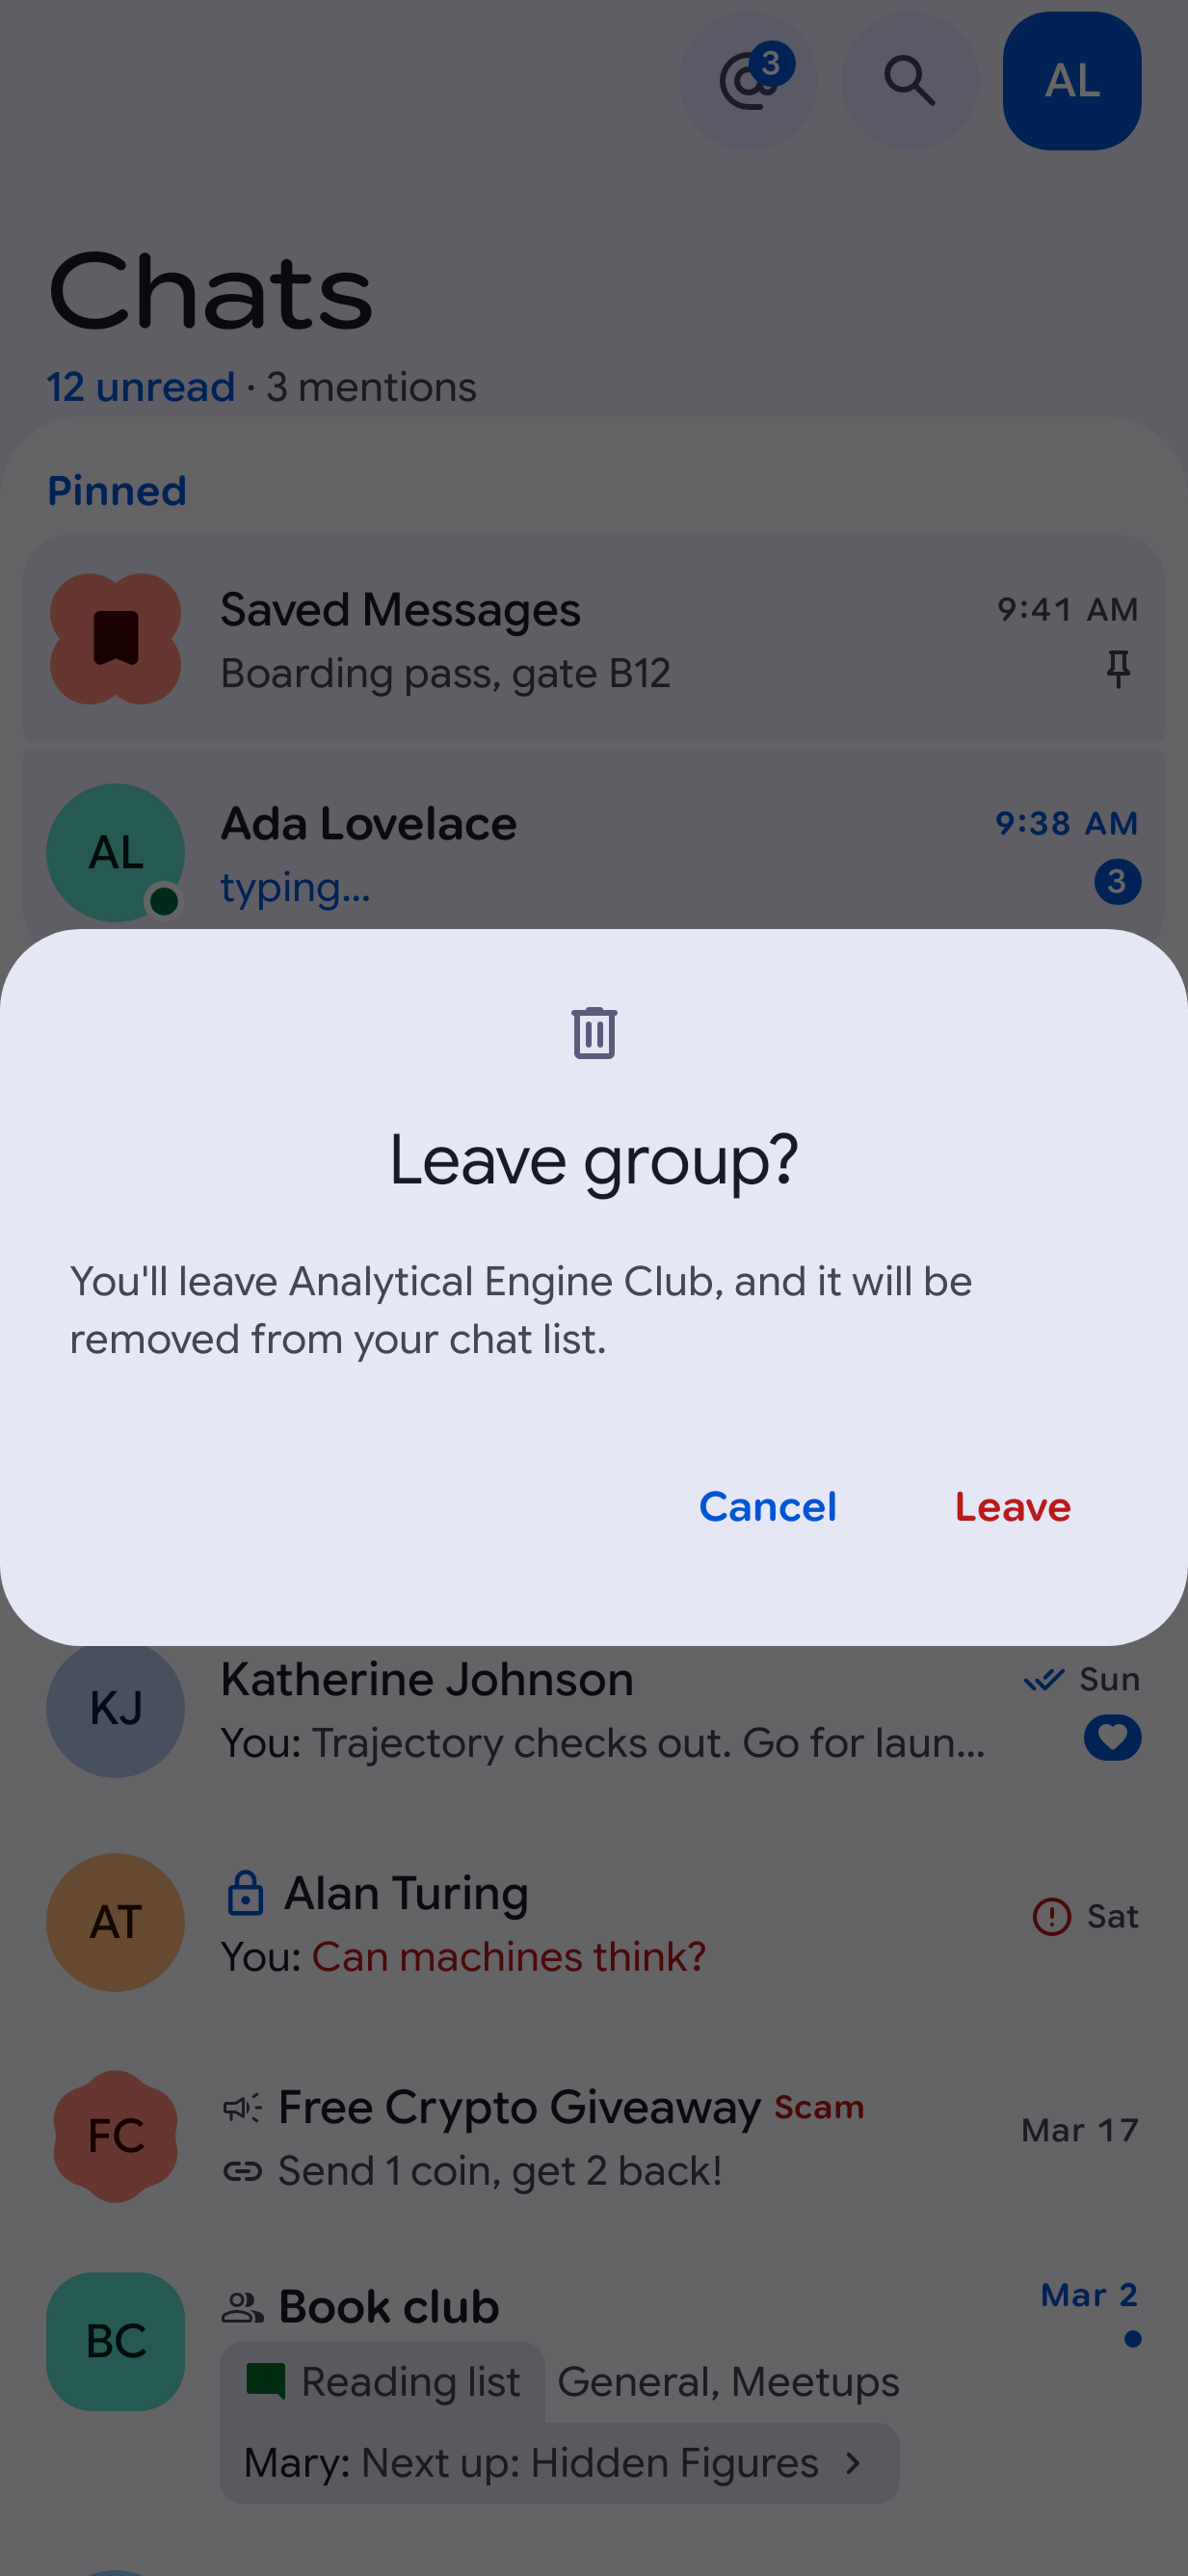 3
AL
Chats
12 unread · 3 mentions
Pinned
Saved Messages 9:41 AM
Boarding pass, gate B12
AL
Ada Lovelace 9:38 AM
typing... 3
Leave group?
You'll leave Analytical Engine Club, and it will be
removed from your chat list.
Cancel Leave
KJ
Katherine Johnson Sun
You: Trajectory checks out. Go for laun...
AT
Alan Turing Sat
You: Can machines think?
FC
Free Crypto Giveaway Scam Mar 17
Send 1 coin, get 2 back!
BC
Book club Mar 2
Reading list General, Meetups
Mary: Next up: Hidden Figures